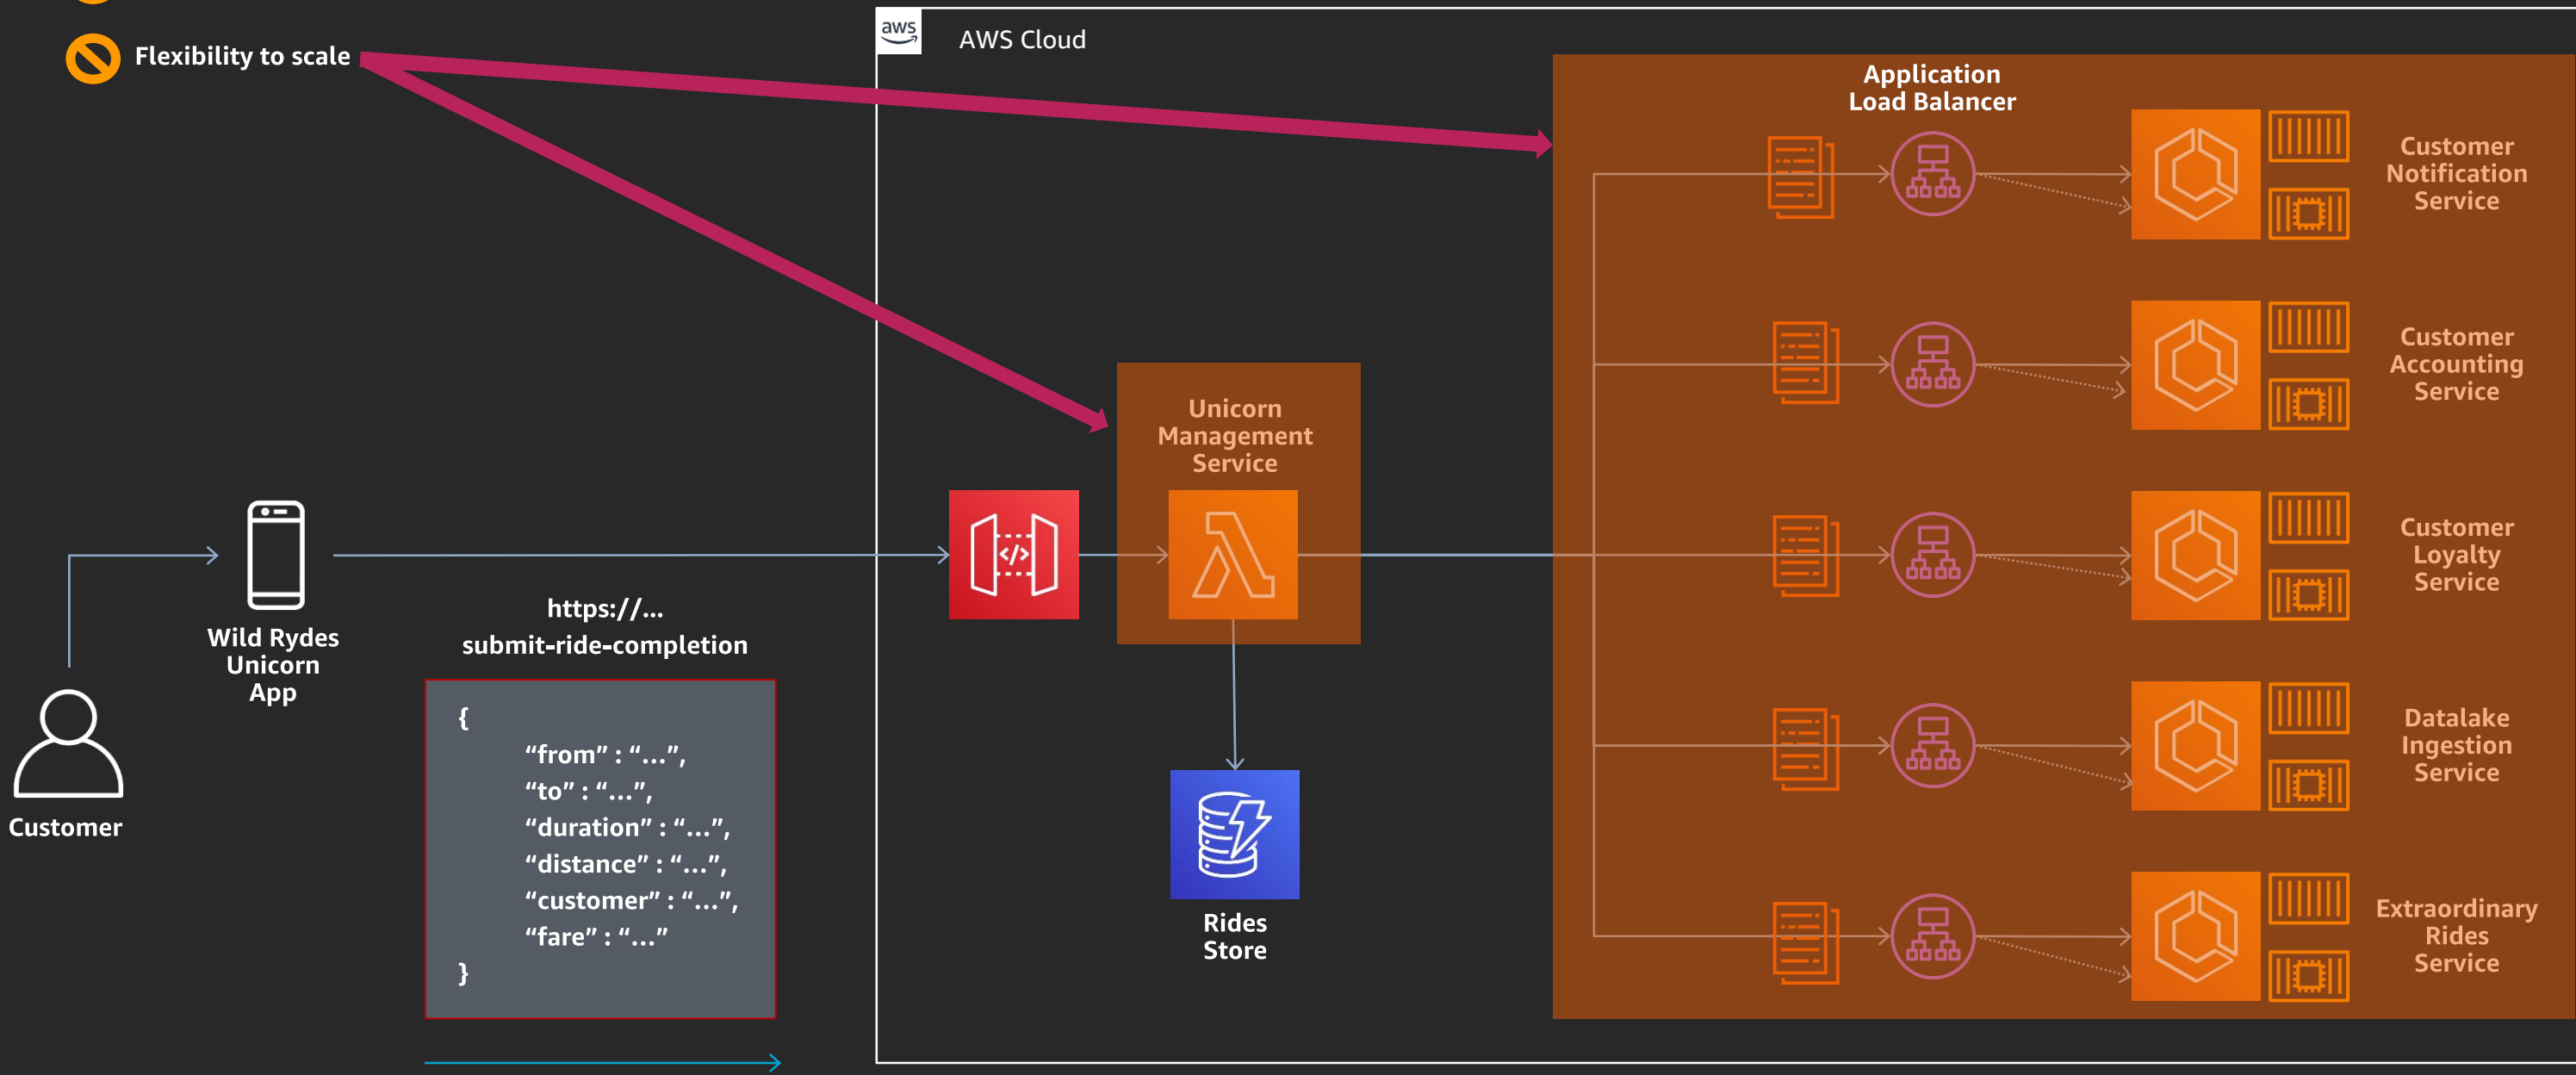 Flexibility to scale
aws
AWS Cloud
Application
Load Balancer
Customer
Notification
Service
Customer
Accounting
Service
Unicorn
Management
Service
Customer
Loyalty
Service
</>
Wild Rydes
Unicorn
App
https://...
submit-ride-completion
{
“from” : “...”,
“to” : “...”,
“duration” : “...”,
“distance” : “...”,
“customer” : “...”,
“fare” : “...”
}
Customer
Datalake
Ingestion
Service
Rides
Store
Extraordinary
Rides
Service